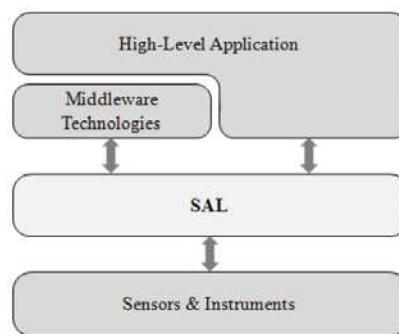 High-Level Application
Middleware
Technologies
SAL
Sensors & Instruments